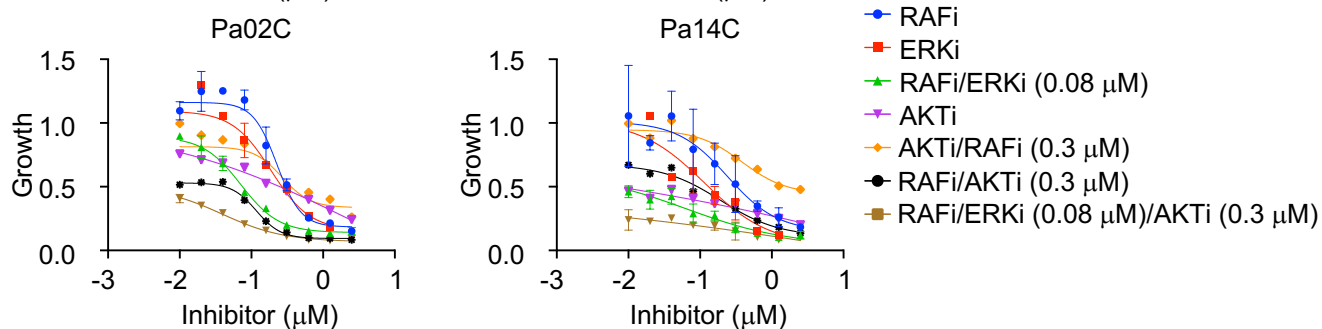 Pa02C
Pa14C
1.5
1.0
0.5
0.0
Growth
-3
-2
-1
0
1
Inhibitor (μM)
1.5
1.0
0.5
0.0
Growth
-3
-2
-1
0
1
Inhibitor (μM)
RAFi
ERKi
RAFi/ERKi (0.08 μM)
AKTi
AKTi/RAFi (0.3 μM)
RAFi/AKTi (0.3 μM)
RAFi/ERKi (0.08 μM)/AKTi (0.3 μM)